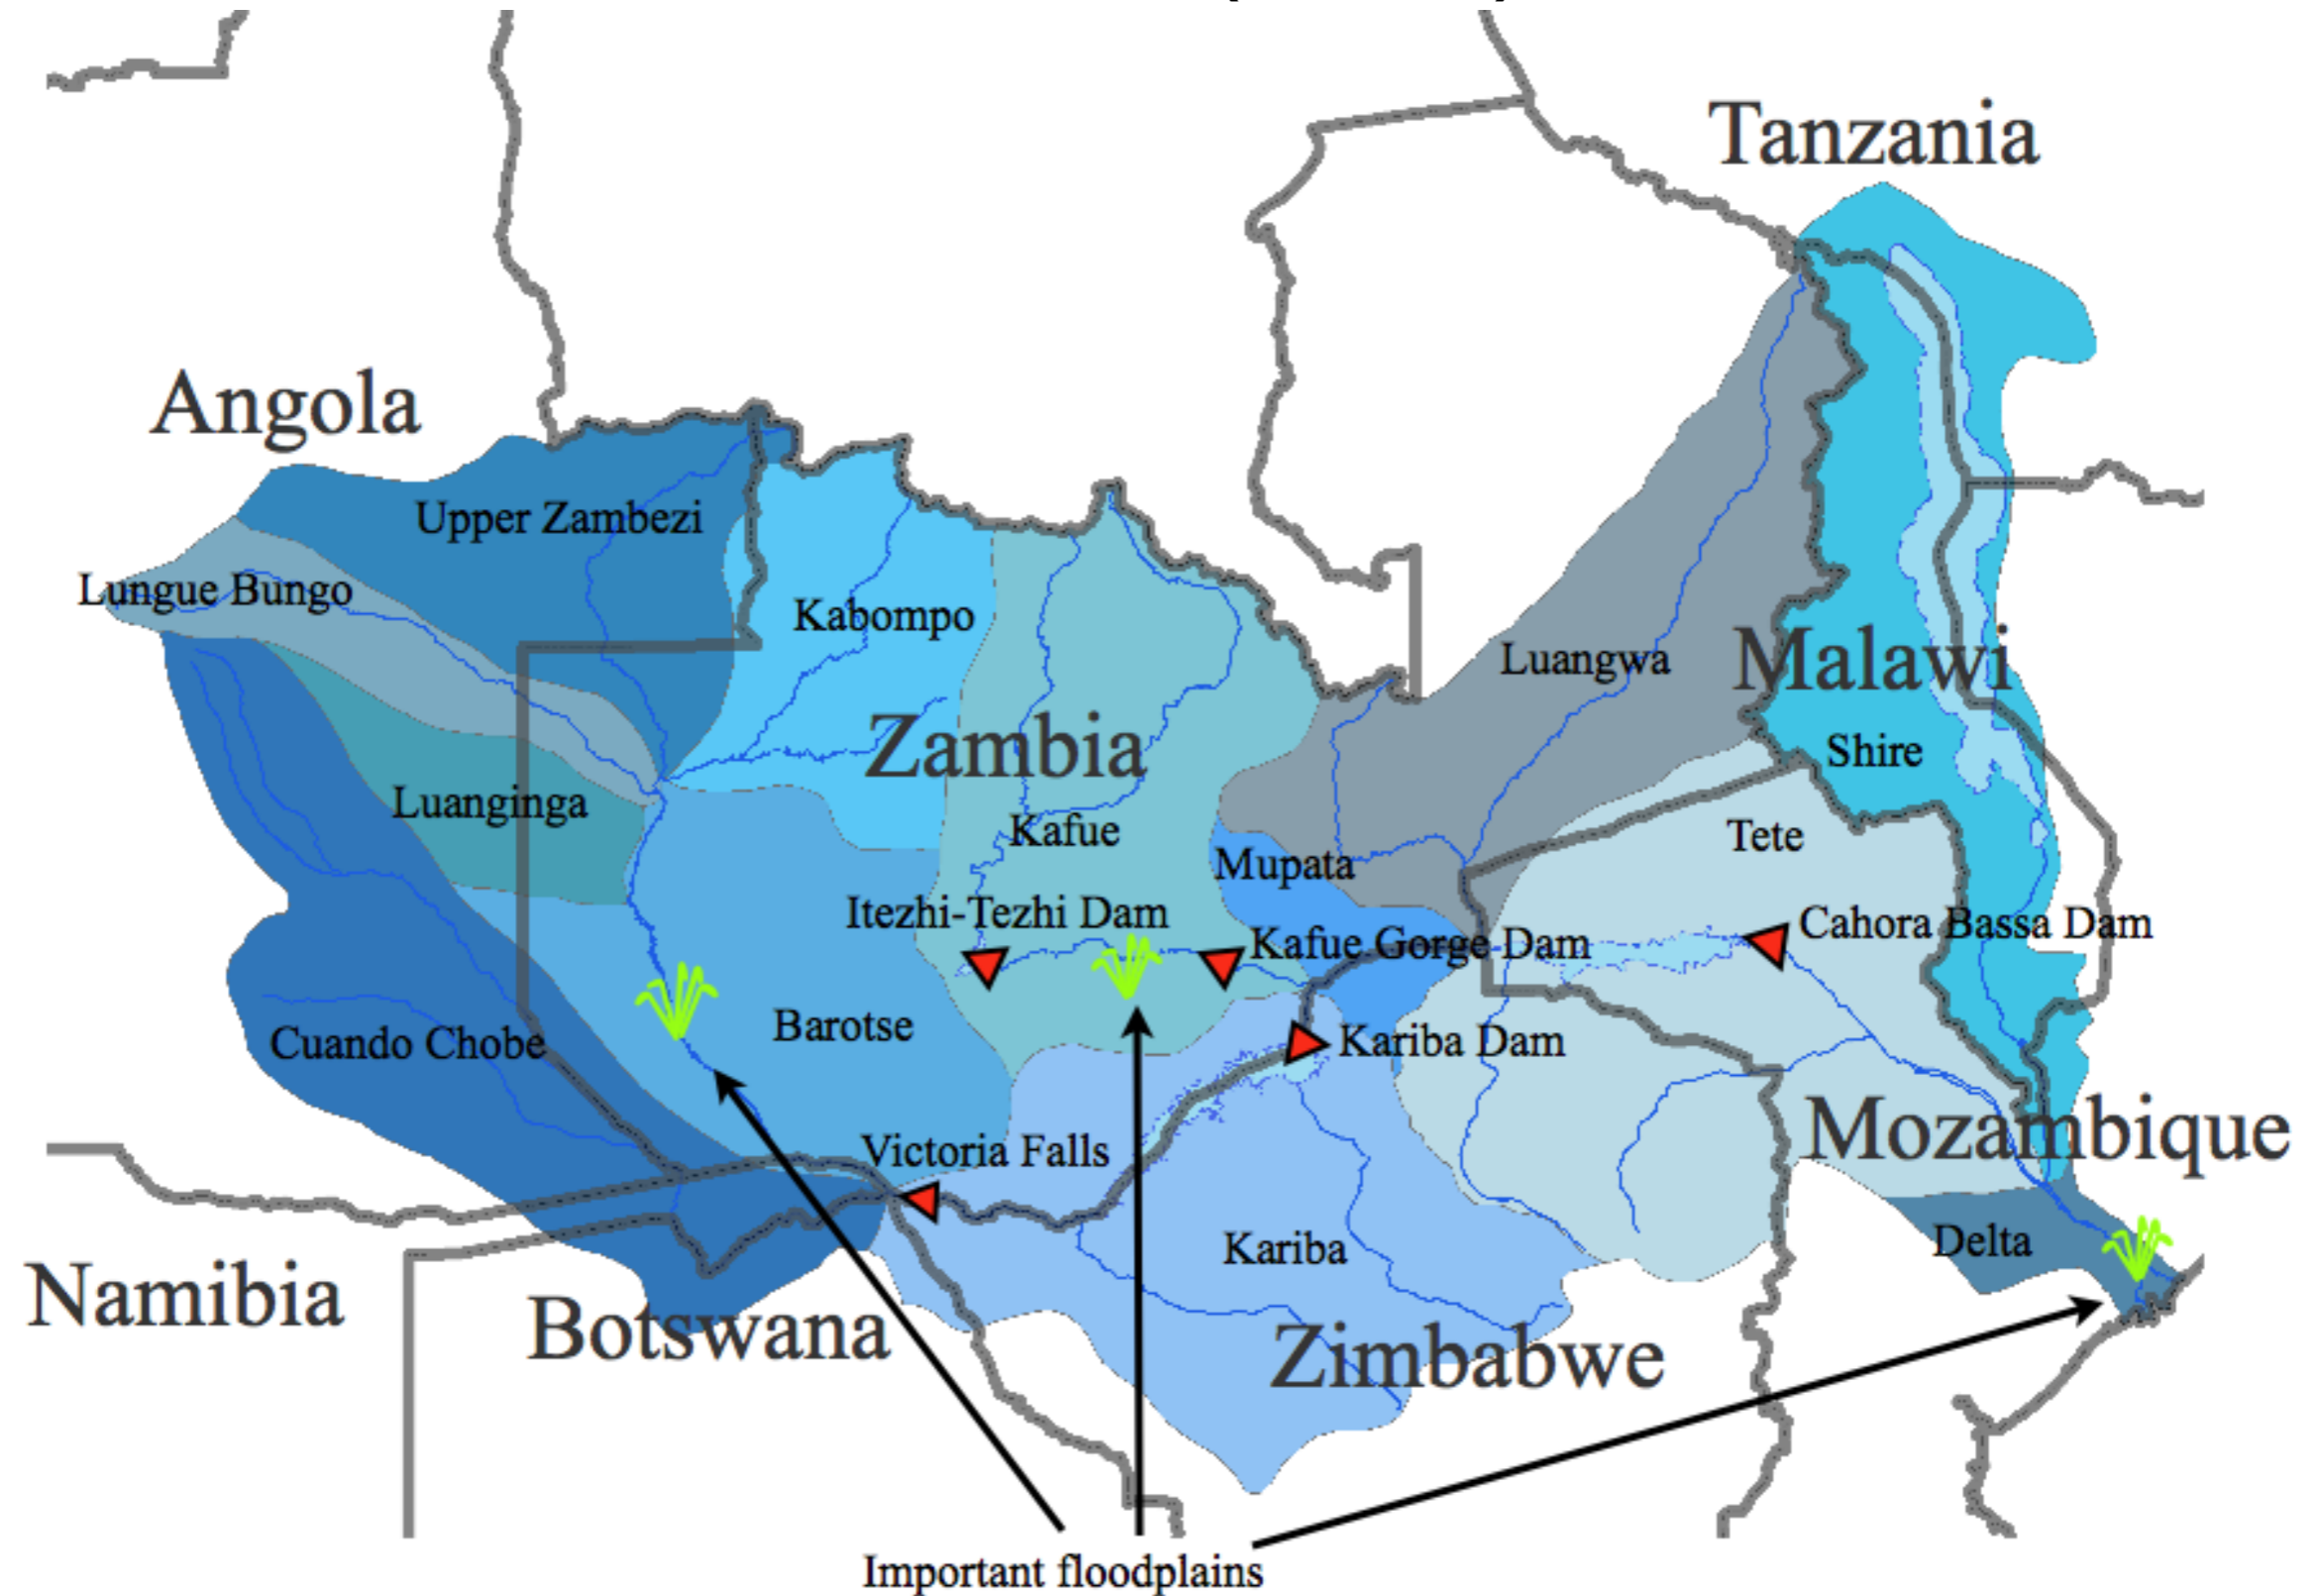 Tanzania
Angola
Upper Zambezi
Lungue Bungo
Kabompo
Luangwa
Malawi
Zambia
Shire
Luanginga
Kafue
Tete
Mupata
Itezhi-Tezhi Dam
Cahora Bassa Dam
Kafue Gorge Dam
Barotse
Cuando Chobe
Kariba Dam
Mozambique
Victoria Falls
Delta
Kariba
Namibia
Botswana
Zimbabwe
Important floodplains